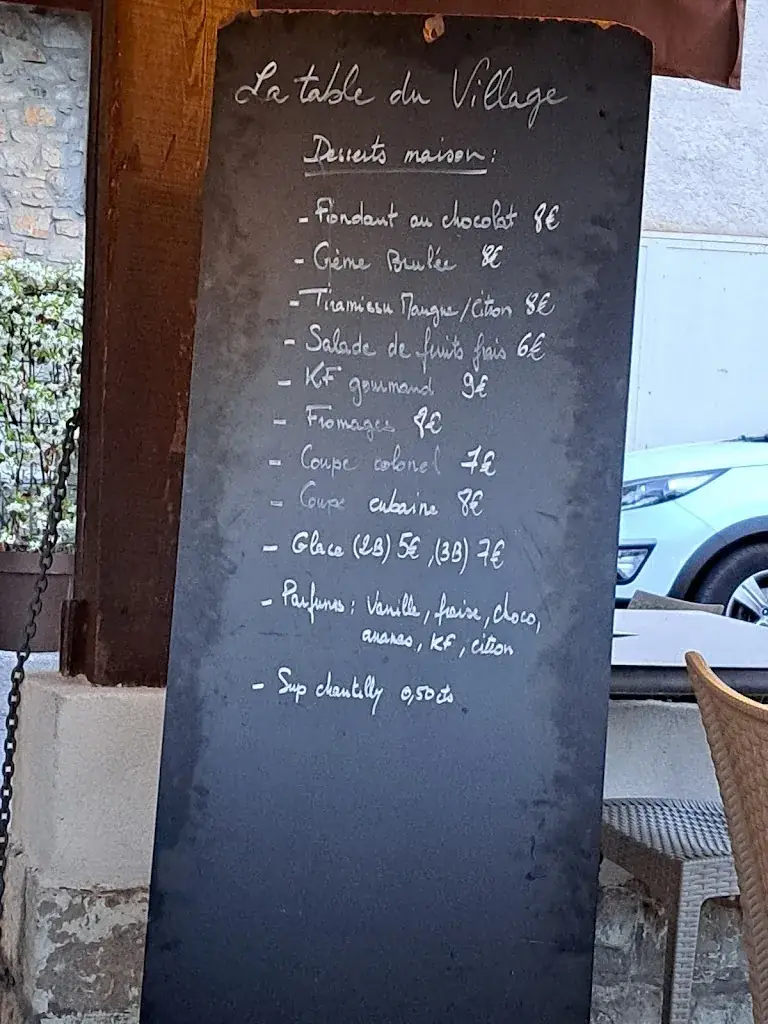 La table du Village
Desserts maison :
- Fondant au chocolat 8€
- Crème Brulée 8€
- Tiramissu Mangue/Citron 8€
- Salade de fruits frais 6€
- KF gourmand 9€
- Fromages 8€
- Coupe colonel 7€
- Coupe cubaine 8€
- Glace (2B) 5€, (3B) 7€
- Parfums : Vanille, fraise, choco,
ananas, KF, citron
- Sup chantilly 0,50cts